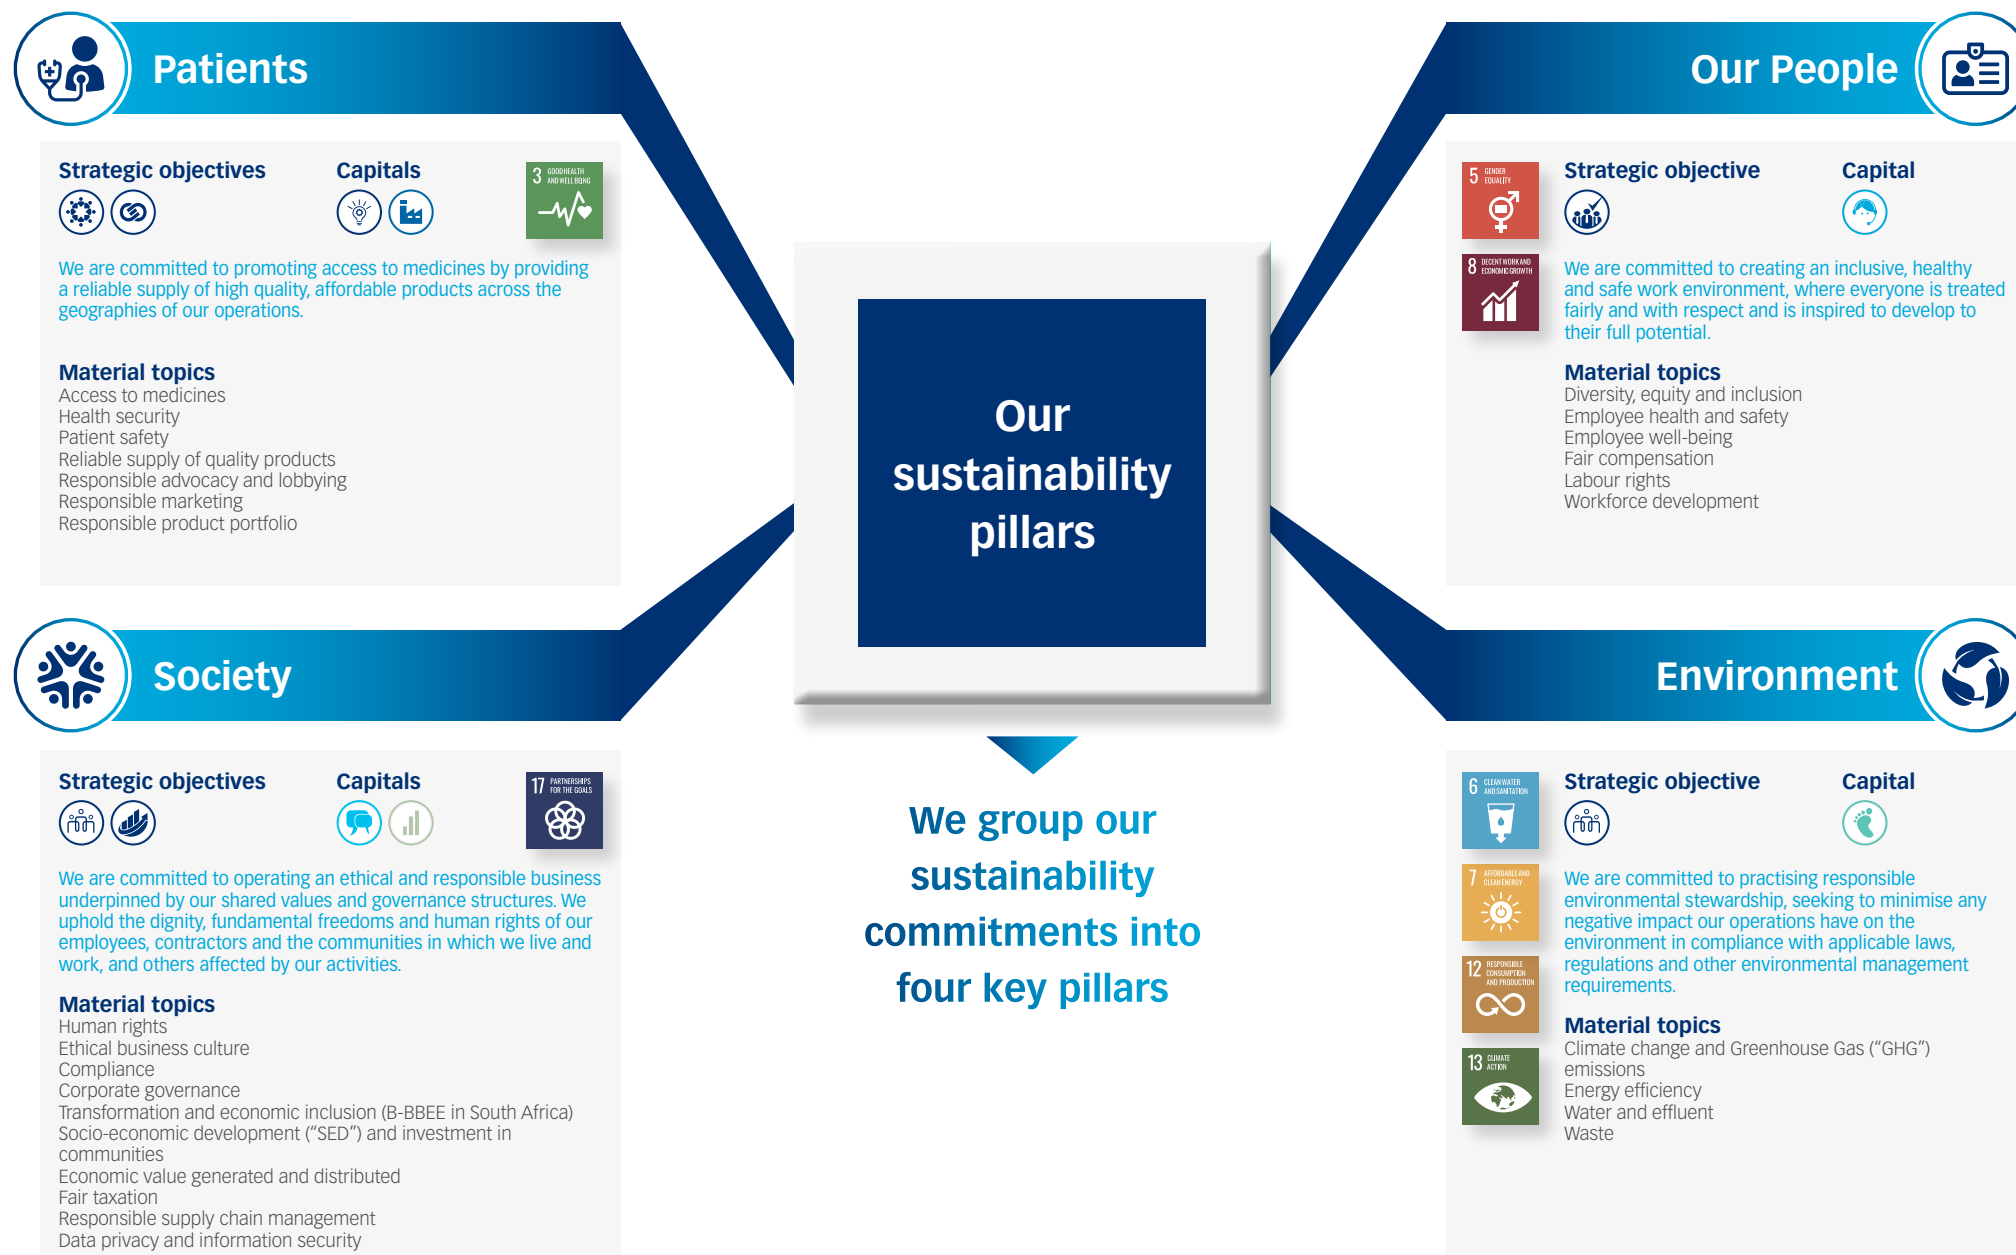 Patients
Strategic objectives
Capitals
3 GOOD HEALTH
AND WELL BEING
We are committed to promoting access to medicines by providing
a reliable supply of high quality, affordable products across the
geographies of our operations.
Material topics
Access to medicines
Health security
Patient safety
Reliable supply of quality products
Responsible advocacy and lobbying
Responsible marketing
Responsible product portfolio
Our People
5 GENDER
EQUALITY
Strategic objective
Capital
8 DECENT WORK AND
ECONOMIC GROWTH
We are committed to creating an inclusive, healthy
and safe work environment, where everyone is treated
fairly and with respect and is inspired to develop to
their full potential.
Material topics
Diversity, equity and inclusion
Employee health and safety
Employee well-being
Fair compensation
Labour rights
Workforce development
Our
sustainability
pillars
We group our
sustainability
commitments into
four key pillars
Society
Strategic objectives
Capitals
17 PARTNERSHIPS
FOR THE GOALS
We are committed to operating an ethical and responsible business
underpinned by our shared values and governance structures. We
uphold the dignity, fundamental freedoms and human rights of our
employees, contractors and the communities in which we live and
work, and others affected by our activities.
Material topics
Human rights
Ethical business culture
Compliance
Corporate governance
Transformation and economic inclusion (B-BBEE in South Africa)
Socio-economic development (“SED”) and investment in
communities
Economic value generated and distributed
Fair taxation
Responsible supply chain management
Data privacy and information security
Environment
6 CLEAN WATER
AND SANITATION
Strategic objective
Capital
7 AFFORDABLE AND
CLEAN ENERGY
12 RESPONSIBLE
CONSUMPTION
AND PRODUCTION
13 CLIMATE
ACTION
We are committed to practising responsible
environmental stewardship, seeking to minimise any
negative impact our operations have on the
environment in compliance with applicable laws,
regulations and other environmental management
requirements.
Material topics
Climate change and Greenhouse Gas (“GHG”)
emissions
Energy efficiency
Water and effluent
Waste